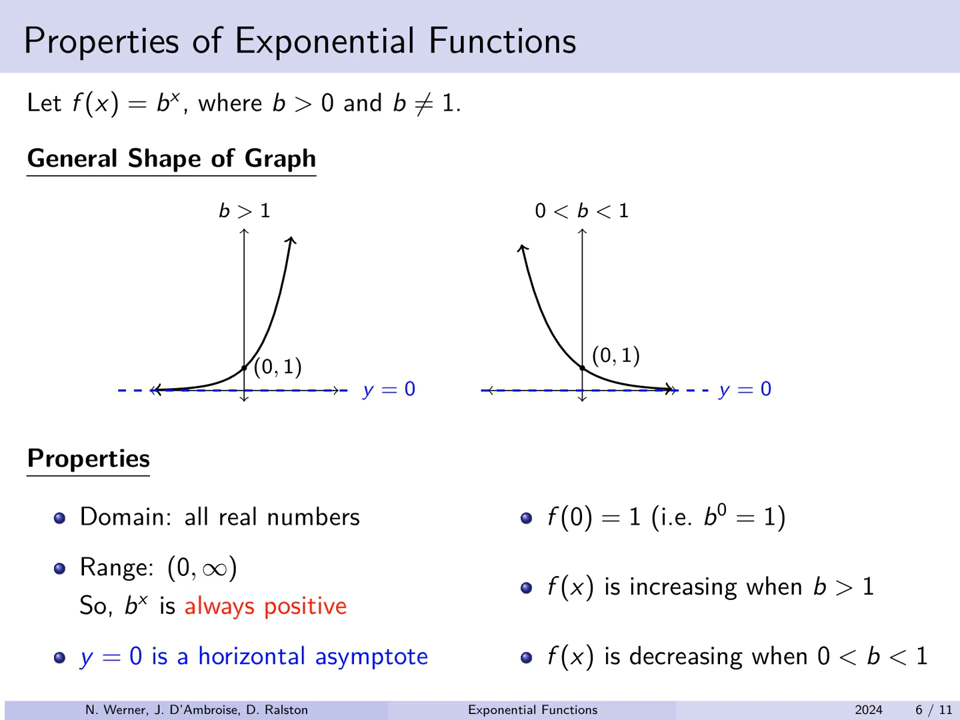 Properties of Exponential Functions
Let f(x) = bˣ, where b > 0 and b ≠ 1.
General Shape of Graph
b > 1
(0, 1)
y = 0
0 < b < 1
(0, 1)
y = 0
Properties
Domain: all real numbers
Range: (0, ∞)
So, bˣ is always positive
y = 0 is a horizontal asymptote
f(0) = 1 (i.e. b⁰ = 1)
f(x) is increasing when b > 1
f(x) is decreasing when 0 < b < 1
N. Werner, J. D'Ambroise, D. Ralston
Exponential Functions
2024
6 / 11